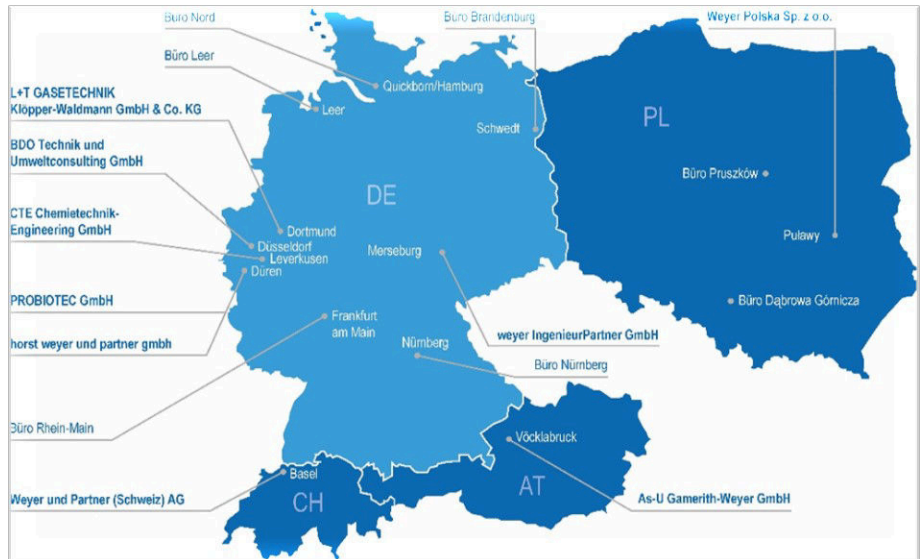 Büro Nord
Büro Brandenburg
Weyer Polska Sp. z o.o.
Büro Leer
Quickborn/Hamburg
L+T GASETECHNIK
Klöpper-Waldmann GmbH & Co. KG
Leer
Schwedt
PL
BDO Technik und
Umweltconsulting GmbH
Büro Pruszków
DE
CTE Chemietechnik-
Engineering GmbH
Dortmund
Düsseldorf
Leverkusen
Düren
Merseburg
Puławy
PROBIOTEC GmbH
Büro Dąbrowa Górnicza
Frankfurt
am Main
horst weyer und partner gmbh
weyer IngenieurPartner GmbH
Nürnberg
Büro Nürnberg
Büro Rhein-Main
Vöcklabruck
Basel
Weyer und Partner (Schweiz) AG
CH
AT
As-U Gamerith-Weyer GmbH